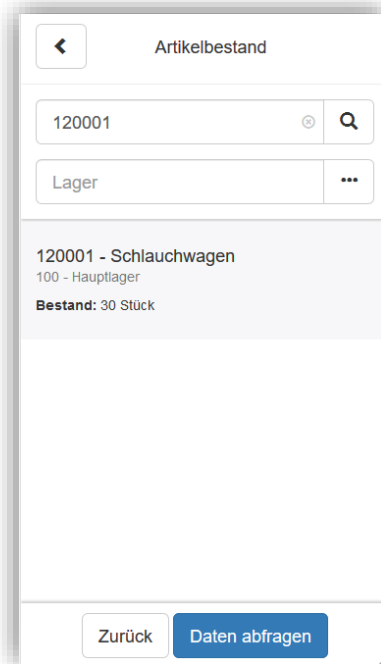 Artikelbestand
120001
Lager
120001 - Schlauchwagen
100 - Hauptlager
Bestand: 30 Stück
Zurück
Daten abfragen